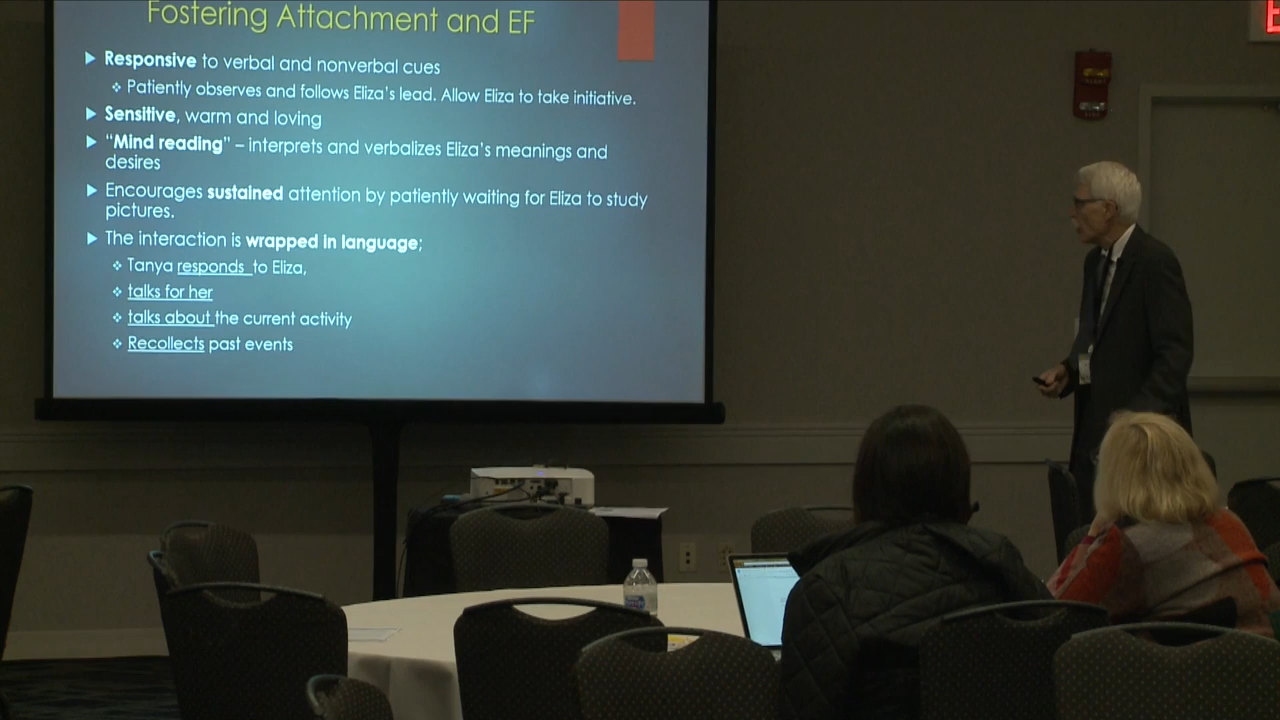 Fostering Attachment and EF
Responsive to verbal and nonverbal cues
Patiently observes and follows Eliza's lead. Allow Eliza to take initiative.
Sensitive, warm and loving
“Mind reading” – interprets and verbalizes Eliza's meanings and
desires
Encourages sustained attention by patiently waiting for Eliza to study
pictures.
The interaction is wrapped in language;
Tanya responds to Eliza,
talks for her
talks about the current activity
Recollects past events